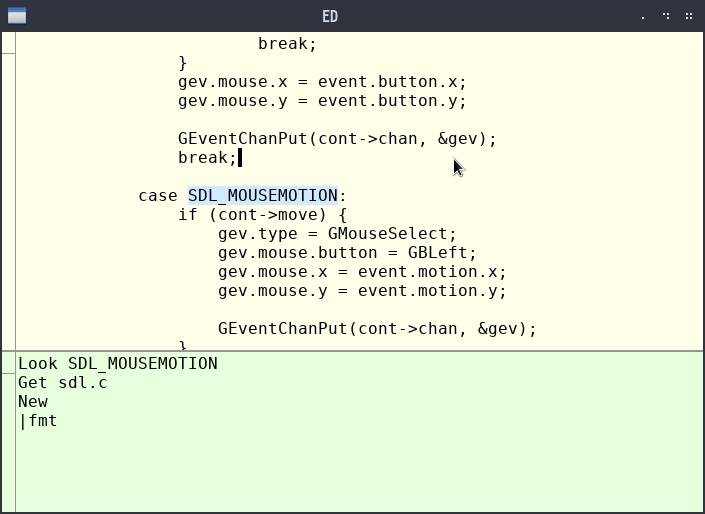 ED
break;
}
gev.mouse.x = event.button.x;
gev.mouse.y = event.button.y;
GEventChanPut(cont->chan, &gev);
break;
case SDL_MOUSEMOTION:
if (cont->move) {
gev.type = GMouseSelect;
gev.mouse.button = GBLeft;
gev.mouse.x = event.motion.x;
gev.mouse.y = event.motion.y;
GEventChanPut(cont->chan, &gev);
}
Look SDL_MOUSEMOTION
Get sdl.c
New
|fmt